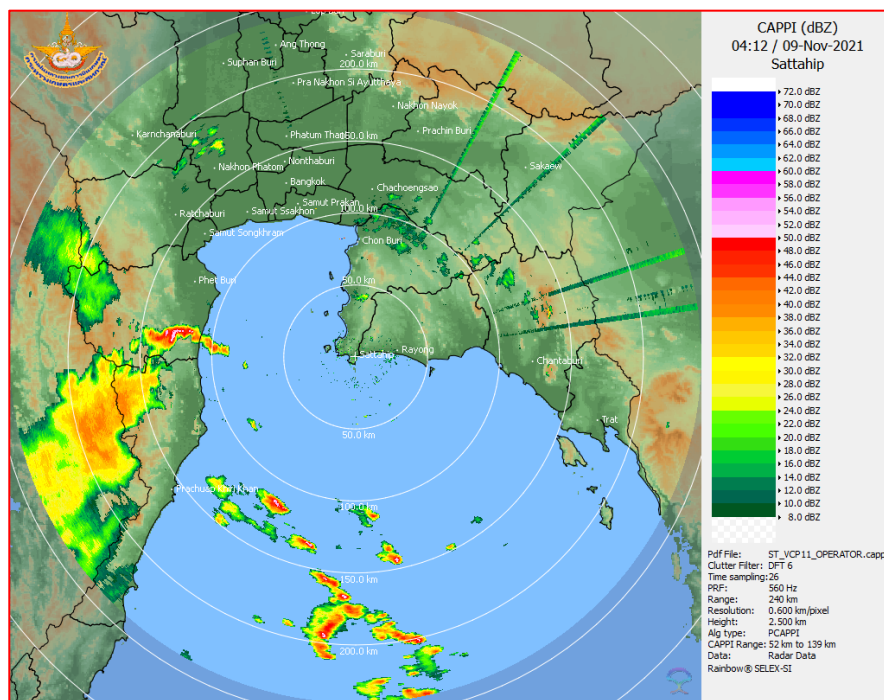 CAPPI (dBZ)
04:12 / 09-Nov-2021
Sattahip
72.0 dBZ
70.0 dBZ
68.0 dBZ
66.0 dBZ
64.0 dBZ
62.0 dBZ
60.0 dBZ
58.0 dBZ
56.0 dBZ
54.0 dBZ
52.0 dBZ
50.0 dBZ
48.0 dBZ
46.0 dBZ
44.0 dBZ
42.0 dBZ
40.0 dBZ
38.0 dBZ
36.0 dBZ
34.0 dBZ
32.0 dBZ
30.0 dBZ
28.0 dBZ
26.0 dBZ
24.0 dBZ
22.0 dBZ
20.0 dBZ
18.0 dBZ
16.0 dBZ
14.0 dBZ
12.0 dBZ
10.0 dBZ
8.0 dBZ
Pdf File: ST_VCP11_OPERATOR.capp
Clutter Filter: DFT 6
Time sampling:26
PRF: 560 Hz
Range: 240 km
Resolution: 0.600 km/pixel
Height: 2.500 km
Alg type: PCAPPI
CAPPI Range: 52 km to 139 km
Data: Radar Data
Rainbow® SELEX-SI
Ang Thong
Saraburi
Suphan Buri
200.0 km
Pra Nakhon Si Ayutthaya
Nakhon Nayok
Karnchanaburi
Phatum Tha
150.0 km
Prachin Buri
Nonthaburi
Nakhon Phatom
Sakaew
Bangkok
Chachoengsao
Samut Prakan
Ratchaburi
Samut Ssakhon
100.0 km
Samut Songkhram
Chon Buri
Phet Buri
50.0 km
Sattahip
Rayong
Chantaburi
Trat
50.0 km
Prachuap Khiri Khan
100.0 km
150.0 km
200.0 km